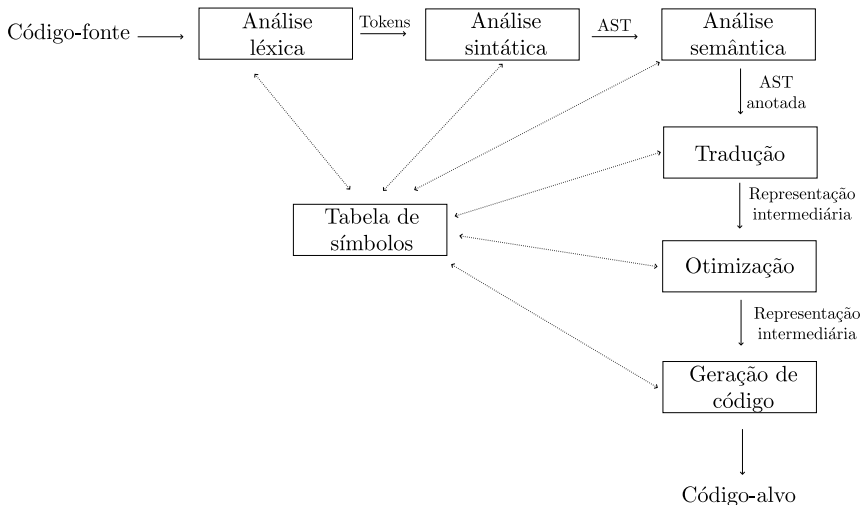 Código-fonte
Análise
léxica
Tokens
Análise
sintática
AST
Análise
semântica
AST
anotada
Tradução
Representação
intermediária
Tabela de
símbolos
Otimização
Representação
intermediária
Geração de
código
Código-alvo